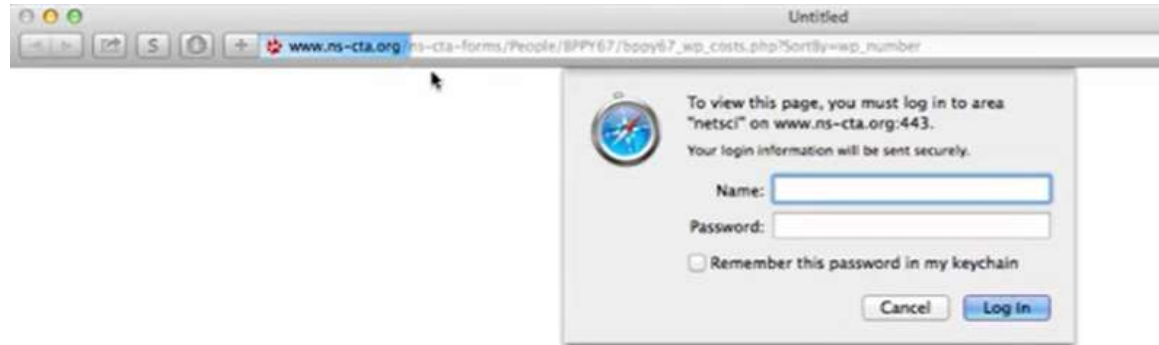 Untitled
S
www.ns-cta.org/ns-cta-forms/People/BPPY67/bppy67_wp_costs.php?SortBy=wp_number
To view this page, you must log in to area
"netsci" on www.ns-cta.org:443.
Your login information will be sent securely.
Name:
Password:
Remember this password in my keychain
Cancel
Log In